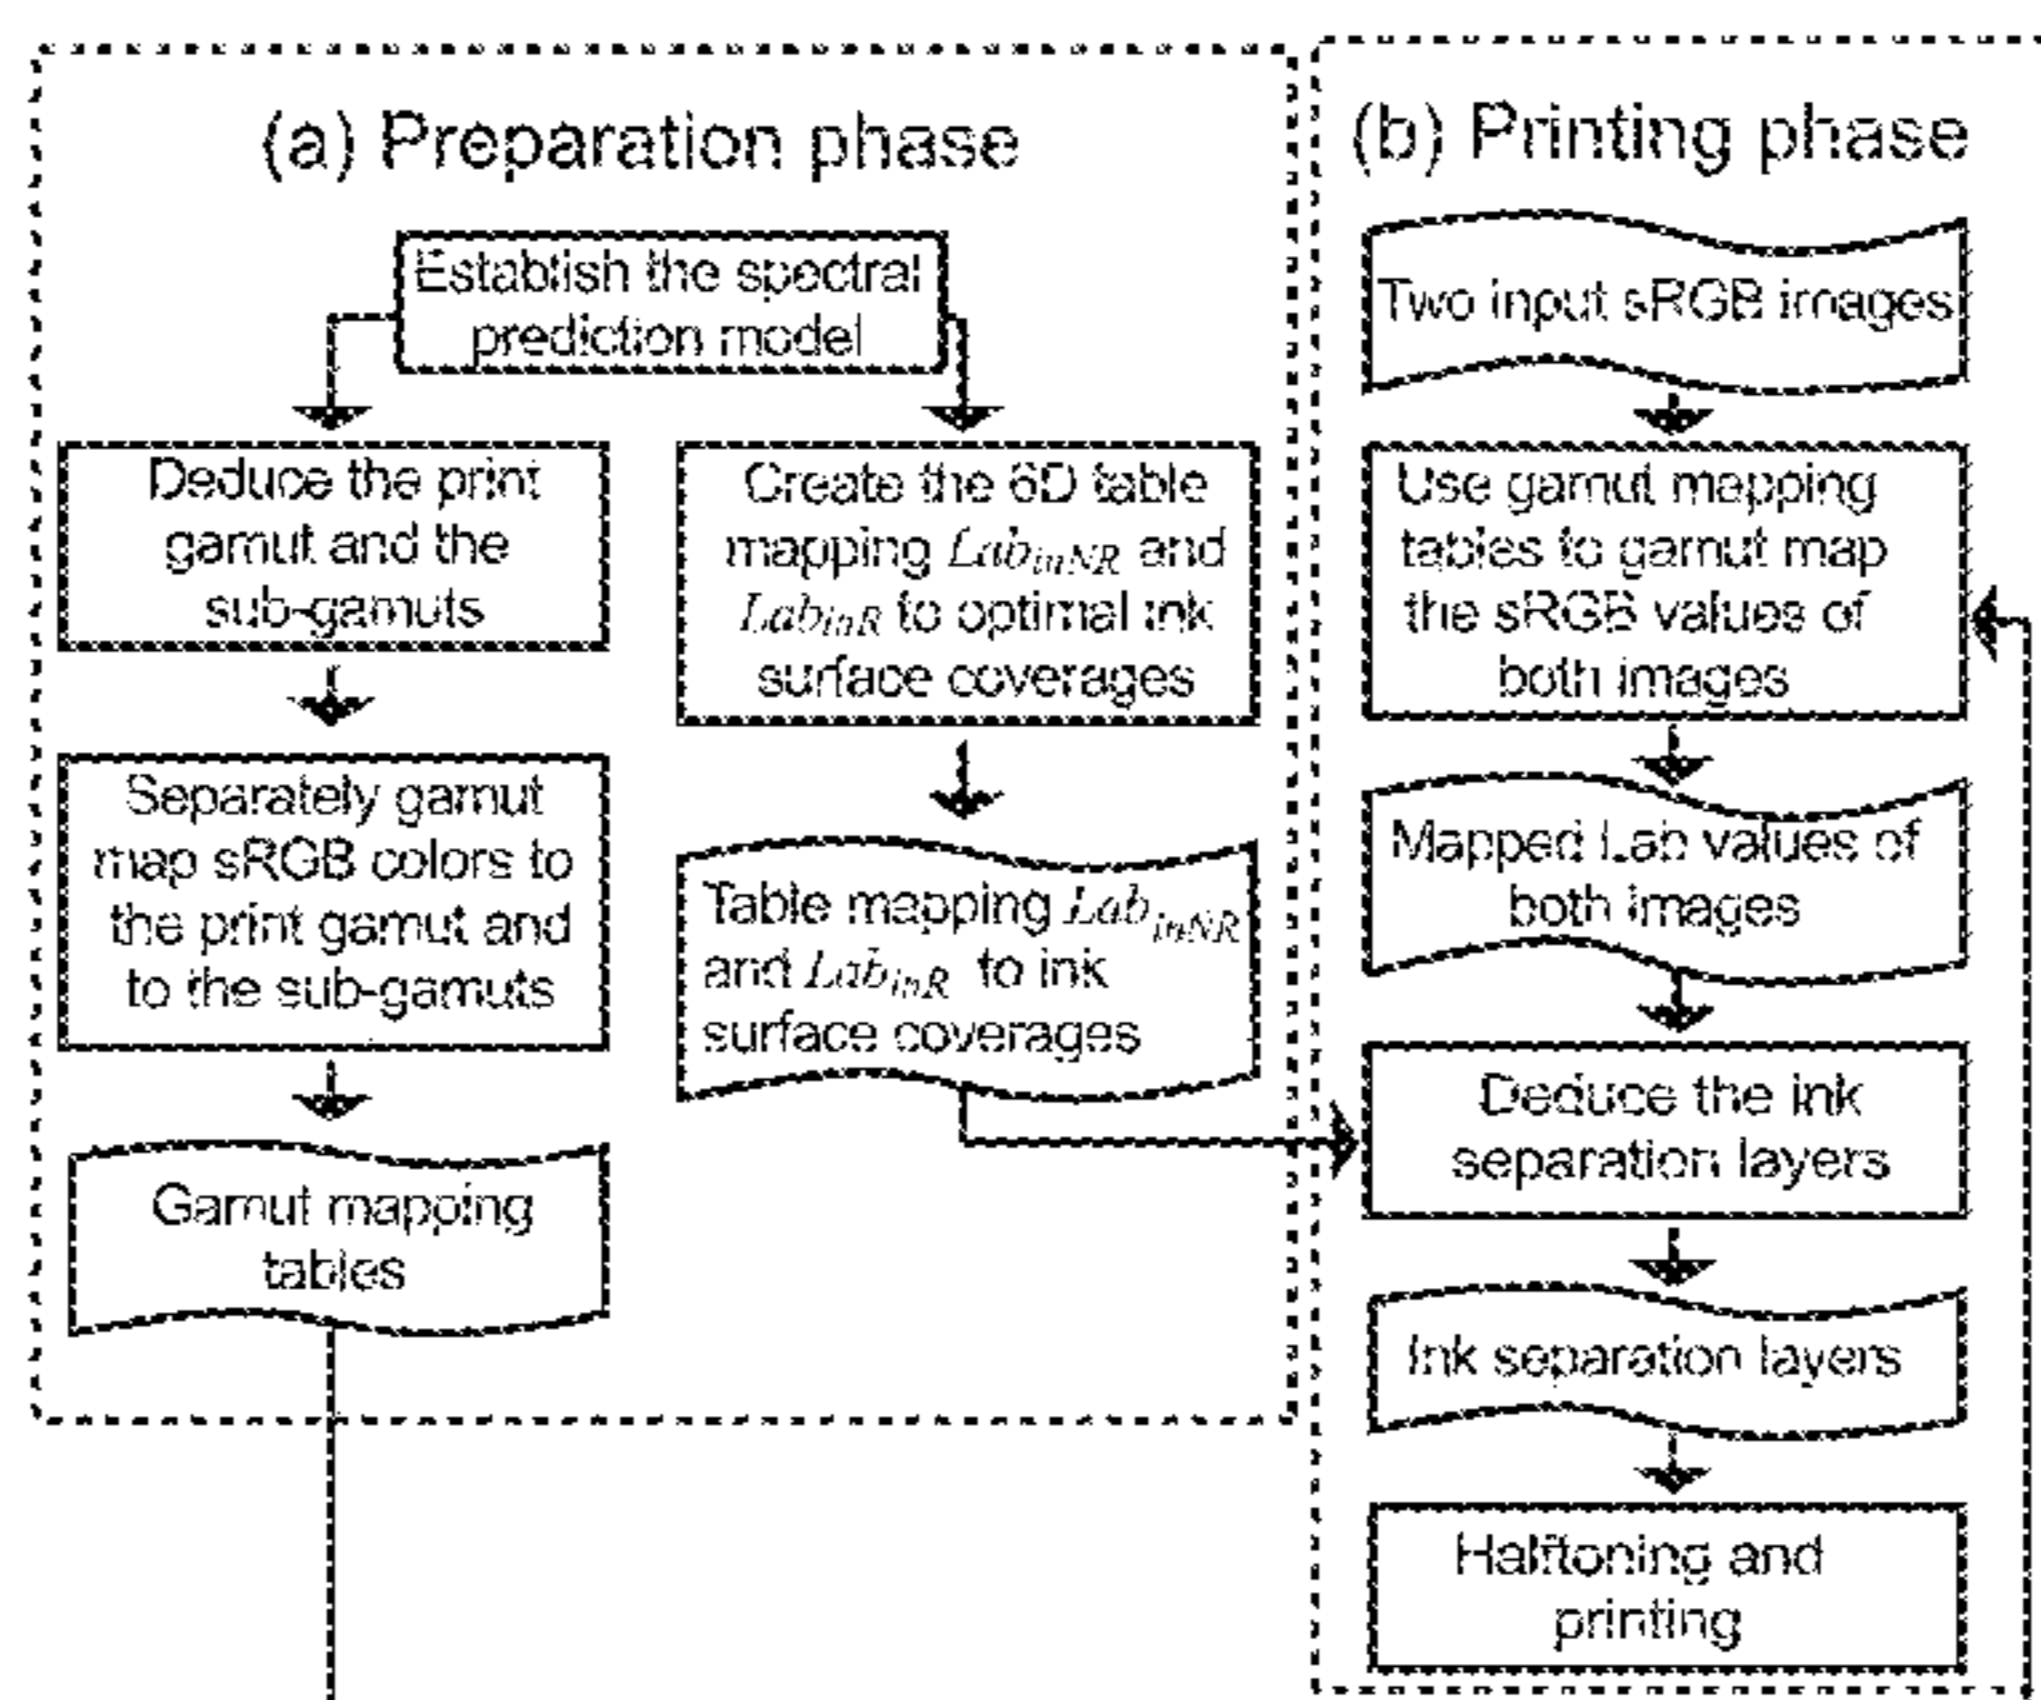 (a) Preparation phase
Establish the spectral
prediction model
Deduce the print
gamut and the
sub-gamuts
Separately gamut
map sRGB colors to
the print gamut and
to the sub-gamuts
Gamut mapping
tables
Create the 6D table
mapping Lab_inNR and
Lab_inR to optimal ink
surface coverages
Table mapping Lab_inNR
and Lab_inR to ink
surface coverages
(b) Printing phase
Two input sRGB images
Use gamut mapping
tables to gamut map
the sRGB values of
both images
Mapped Lab values of
both images
Deduce the ink
separation layers
Ink separation layers
Halftoning and
printing